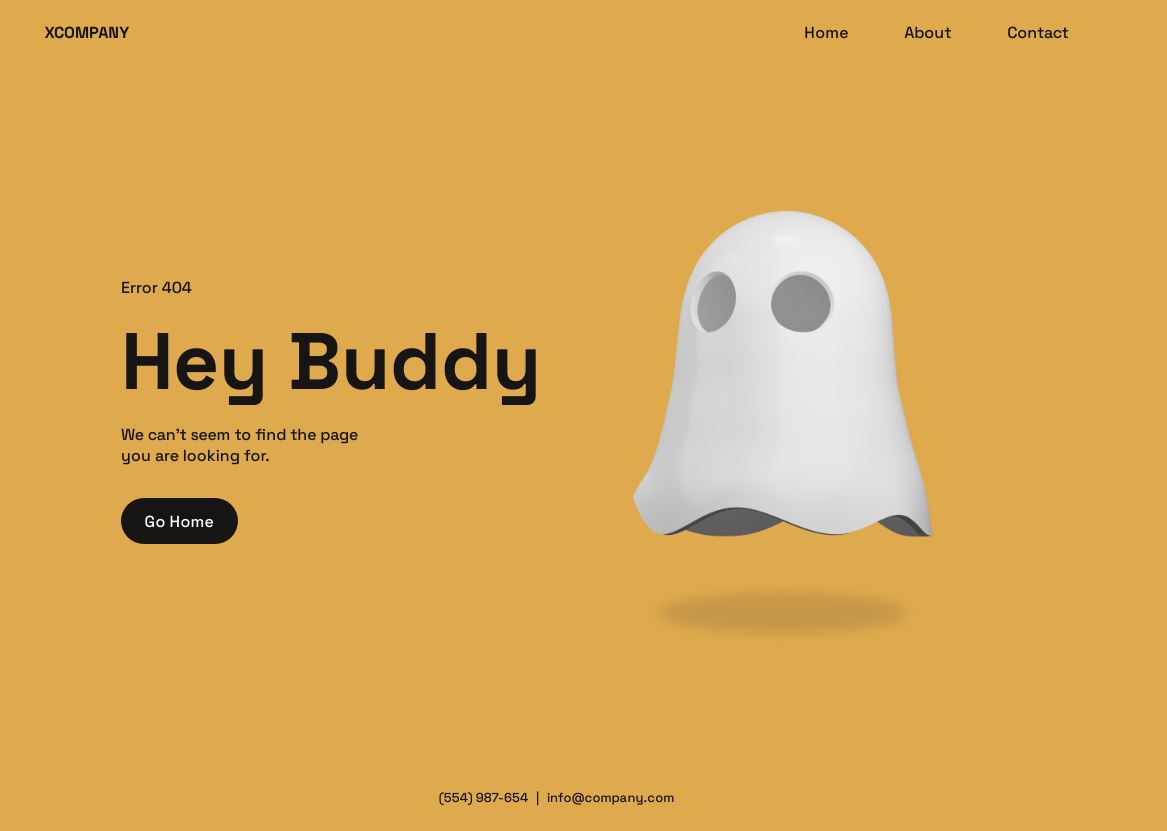 XCOMPANY
Home About Contact
Error 404
Hey Buddy
We can't seem to find the page
you are looking for.
Go Home
(554) 987-654 | info@company.com